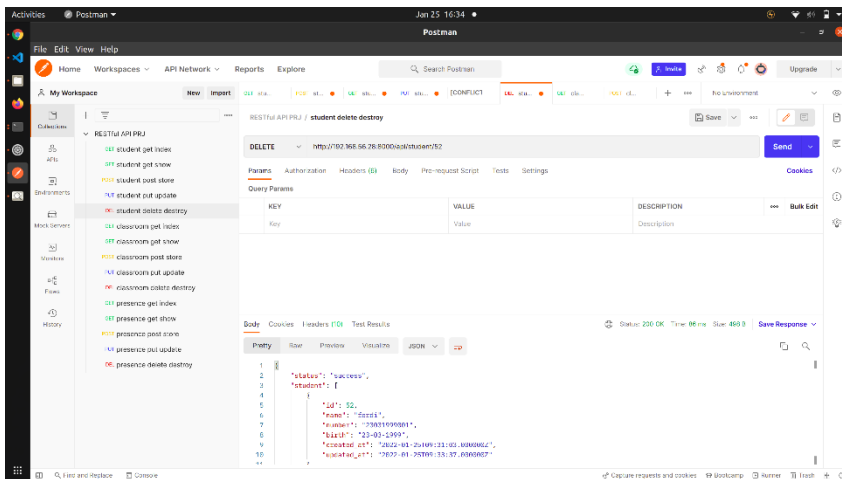 Activities Postman Jan 25 16:34
Postman
File Edit View Help
Home Workspaces API Network Reports Explore Search Postman Invite Upgrade
My Workspace New Import [CONFLICT No Environment
Collections
APIs
Environments
Mock Servers
Monitors
Flows
History
RESTful API PRJ
GET student get index
GET student get show
POST student post store
PUT student put update
DEL student delete destroy
GET classroom get index
GET classroom get show
POST classroom post store
PUT classroom put update
DEL classroom delete destroy
GET presence get index
GET presence get show
POST presence post store
PUT presence put update
DEL presence delete destroy
RESTful API PRJ / student delete destroy Save
DELETE http://192.168.56.28:8000/api/student/52 Send
Params Authorization Headers Body Pre-request Script Tests Settings Cookies
Query Params
KEY VALUE DESCRIPTION Bulk Edit
Key Value Description
Body Cookies Headers (10) Test Results Status: 200 OK Save Response
Pretty Raw Preview Visualize JSON
1 {
2 "status": "success",
3 "student": [
4 {
5 "id": 52,
6 "name": "ferdi",
7 "number": "23031999001",
8 "birth": "23-03-1999",
9 "created_at": "2022-01-25T09:31:03.000000Z",
10 "updated_at": "2022-01-25T09:33:37.000000Z"
Find and Replace Console Capture requests and cookies Bootcamp Runner Trash